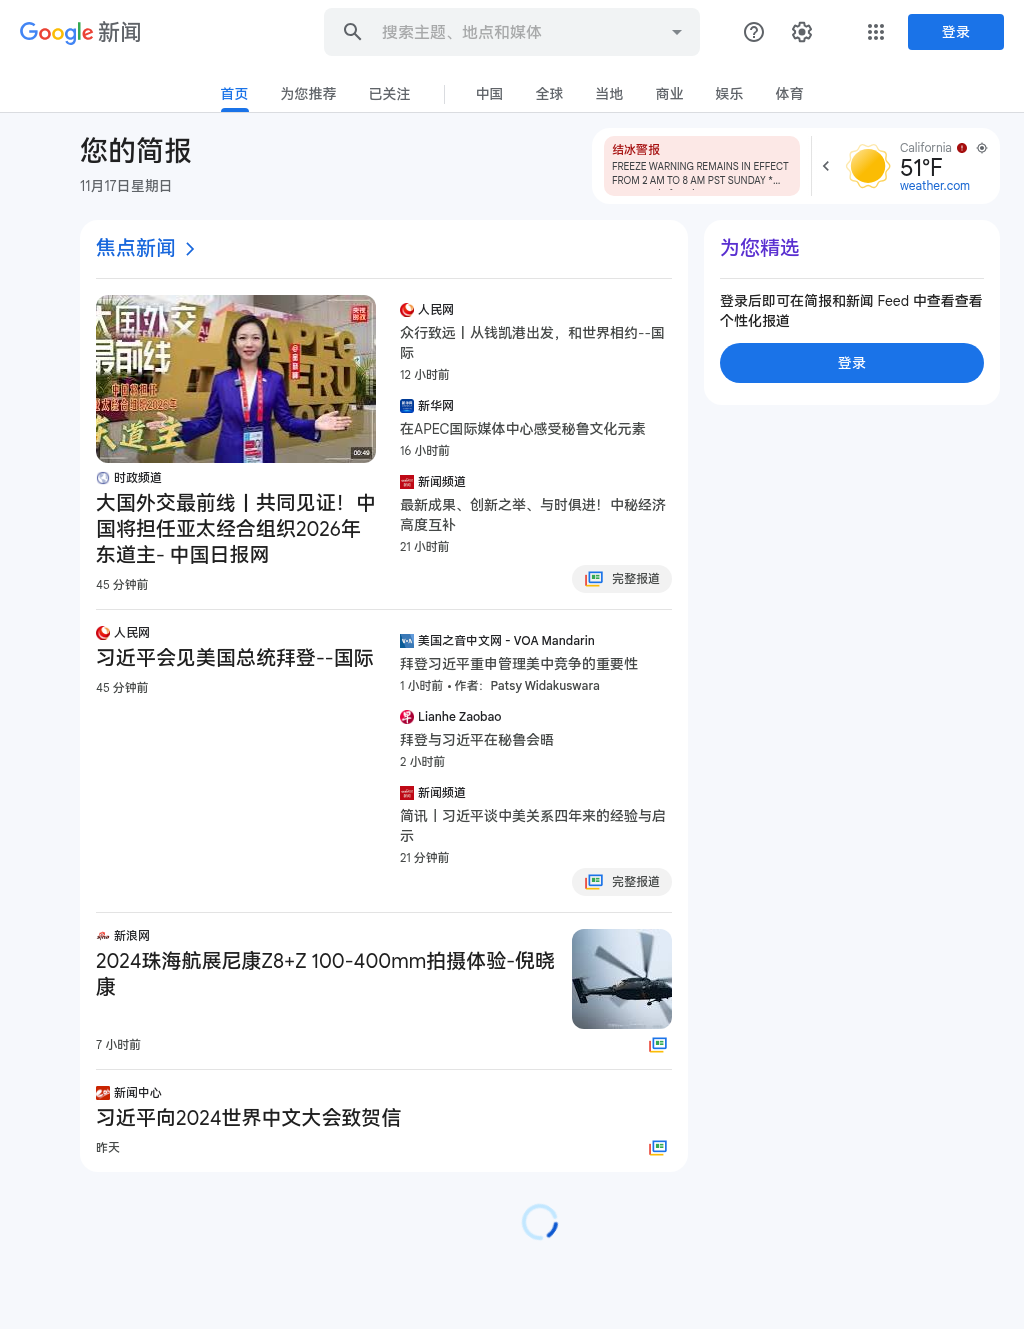 Google 新闻
搜索主题、地点和媒体
登录
首页
为您推荐
已关注
中国
全球
当地
商业
娱乐
体育
您的简报
11月17日星期日
结冰警报
FREEZE WARNING REMAINS IN EFFECT
FROM 2 AM TO 8 AM PST SUNDAY *...
California
51°F
weather.com
焦点新闻
为您精选
登录后即可在简报和新闻 Feed 中查看查看
个性化报道
登录
大国外交
最前线
中国将担任
亚太经合组织2026年
东道主
央视
APEC
PERU
00:49
时政频道
大国外交最前线丨共同见证！中
国将担任亚太经合组织2026年
东道主- 中国日报网
45 分钟前
人民网
众行致远丨从钱凯港出发，和世界相约--国
际
12 小时前
新华网
在APEC国际媒体中心感受秘鲁文化元素
16 小时前
新闻频道
最新成果、创新之举、与时俱进！中秘经济
高度互补
21 小时前
完整报道
人民网
习近平会见美国总统拜登--国际
45 分钟前
美国之音中文网 - VOA Mandarin
拜登习近平重申管理美中竞争的重要性
1 小时前 • 作者：Patsy Widakuswara
Lianhe Zaobao
拜登与习近平在秘鲁会晤
2 小时前
新闻频道
简讯丨习近平谈中美关系四年来的经验与启
示
21 分钟前
完整报道
新浪网
2024珠海航展尼康Z8+Z 100-400mm拍摄体验-倪晓
康
7 小时前
新闻中心
习近平向2024世界中文大会致贺信
昨天